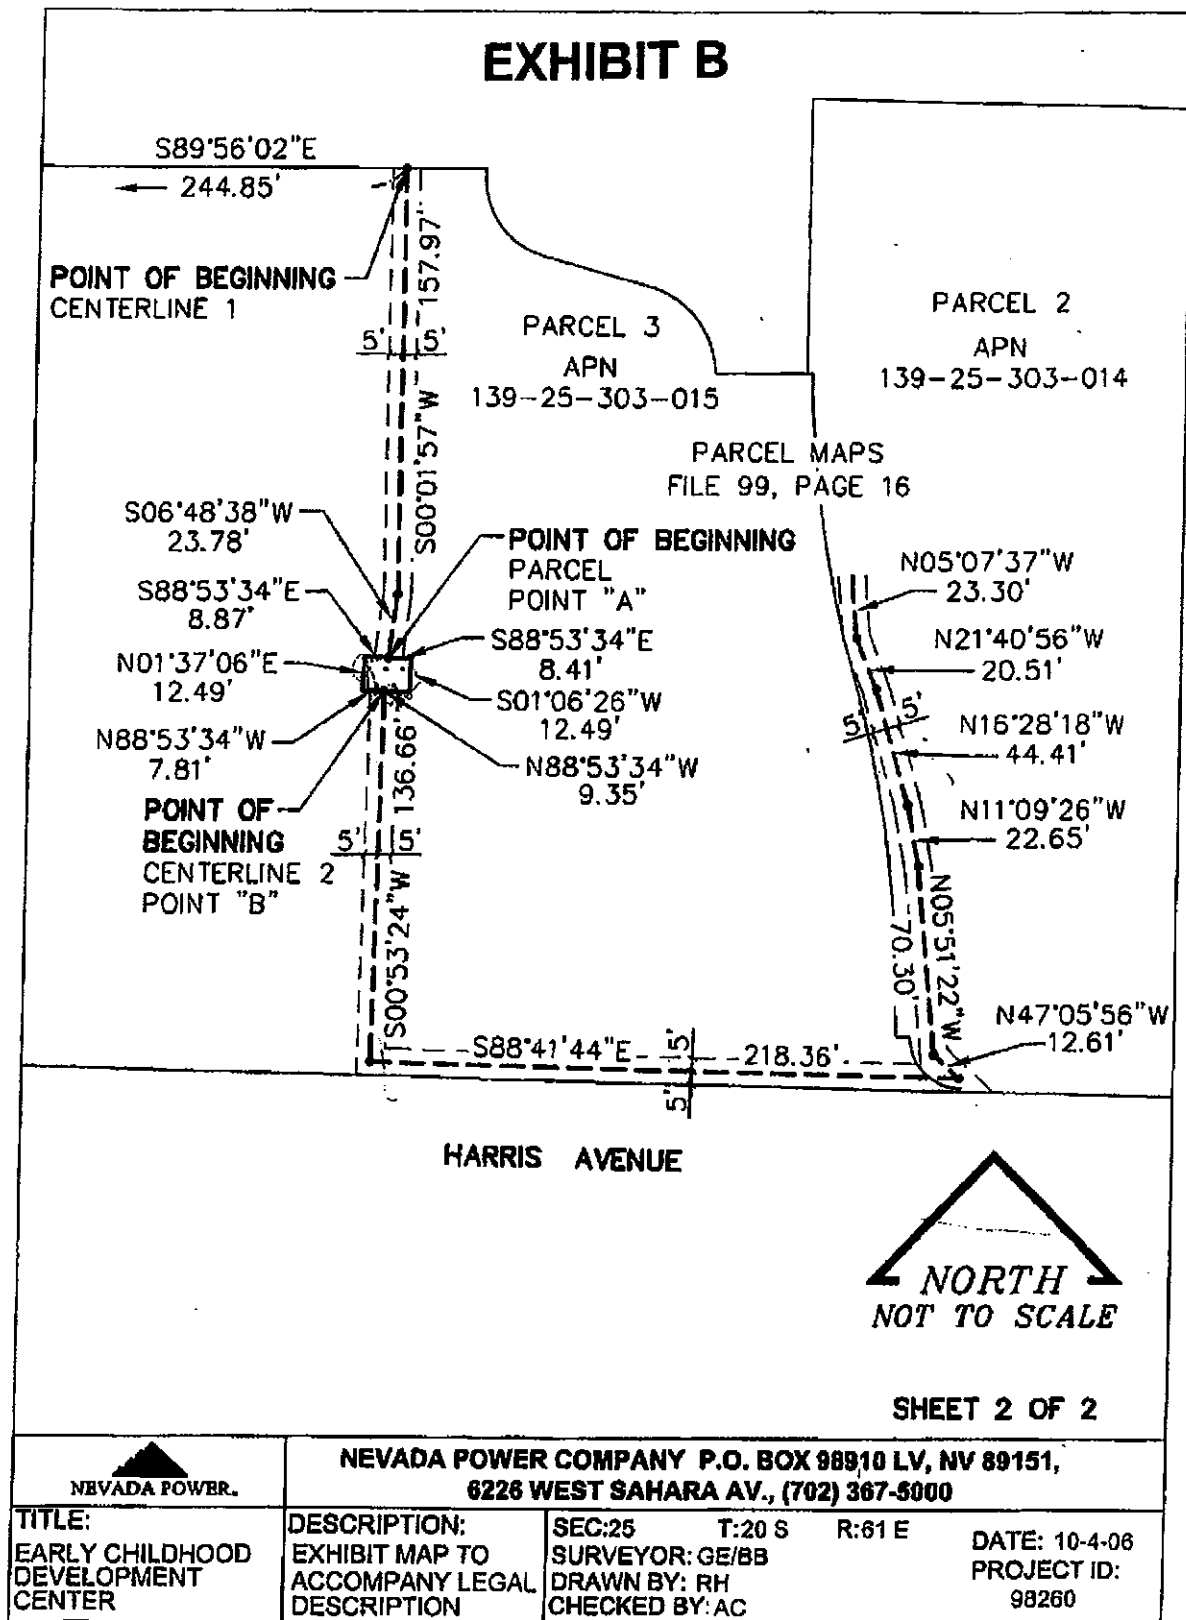 EXHIBIT B
S89°56'02"E
244.85'
POINT OF BEGINNING
CENTERLINE 1
157.97'
S00°01'57"W
5'
5'
PARCEL 3
APN
139-25-303-015
PARCEL 2
APN
139-25-303-014
PARCEL MAPS
FILE 99, PAGE 16
S06°48'38"W
23.78'
POINT OF BEGINNING
PARCEL
POINT "A"
S88°53'34"E
8.87'
S88°53'34"E
8.41'
N01°37'06"E
12.49'
S01°06'26"W
12.49'
N88°53'34"W
7.81'
N88°53'34"W
9.35'
POINT OF
BEGINNING
CENTERLINE 2
POINT "B"
136.66'
S00°53'24"W
5'
5'
N05°07'37"W
23.30'
N21°40'56"W
20.51'
5'
5'
N16°28'18"W
44.41'
N11°09'26"W
22.65'
N05°51'22"W
70.30'
N47°05'56"W
12.61'
S88°41'44"E
218.36'
5'
5'
HARRIS AVENUE
NORTH
NOT TO SCALE
SHEET 2 OF 2
NEVADA POWER.
NEVADA POWER COMPANY P.O. BOX 98910 LV, NV 89151,
6226 WEST SAHARA AV., (702) 367-5000
TITLE:
EARLY CHILDHOOD
DEVELOPMENT
CENTER
DESCRIPTION:
EXHIBIT MAP TO
ACCOMPANY LEGAL
DESCRIPTION
SEC:25 T:20 S R:61 E
SURVEYOR: GE/BB
DRAWN BY: RH
CHECKED BY: AC
DATE: 10-4-06
PROJECT ID:
98260